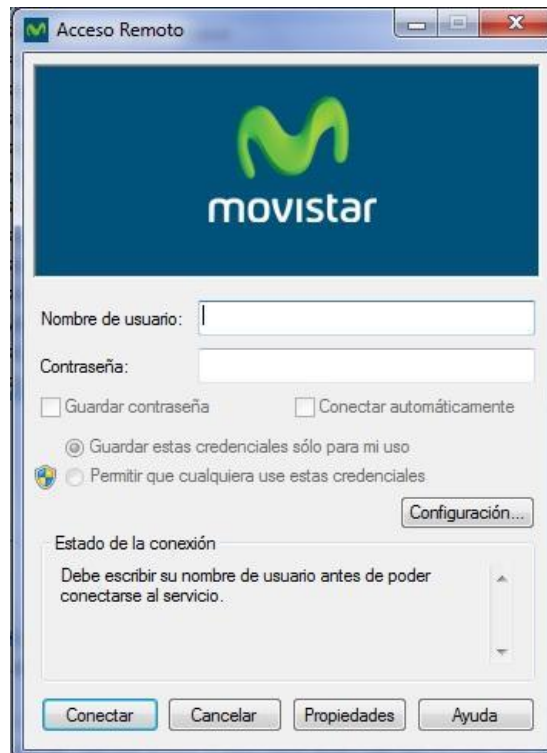 Acceso Remoto
movistar
Nombre de usuario:
Contraseña:
Guardar contraseña
Conectar automáticamente
Guardar estas credenciales sólo para mi uso
Permitir que cualquiera use estas credenciales
Configuración...
Estado de la conexión
Debe escribir su nombre de usuario antes de poder
conectarse al servicio.
Conectar
Cancelar
Propiedades
Ayuda